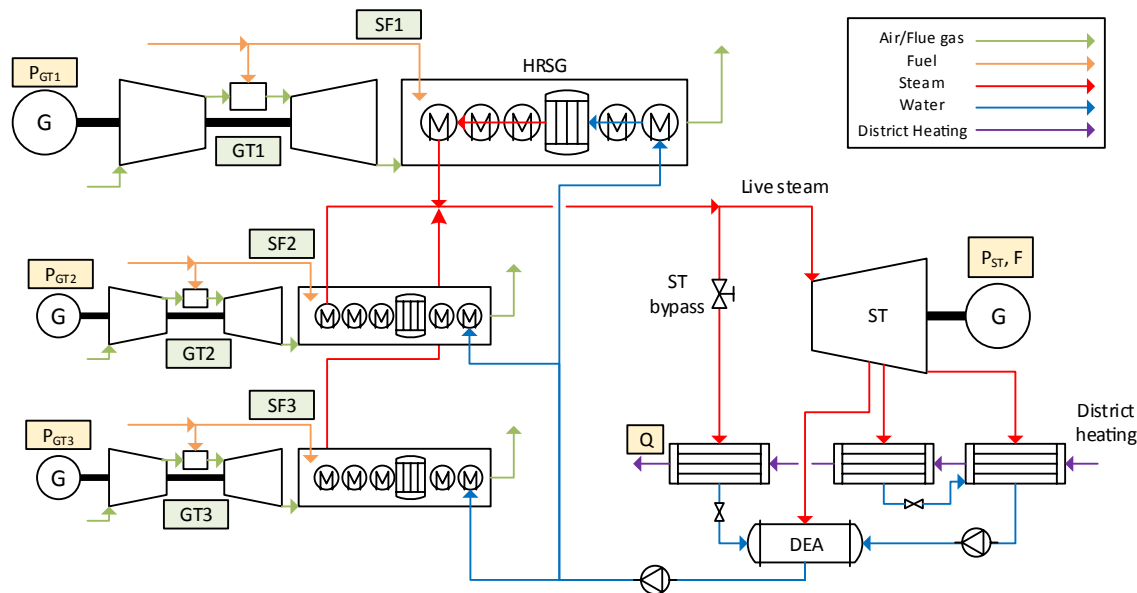 SF1
Air/Flue gas
Fuel
Steam
Water
District Heating
P_GT1
HRSG
G
GT1
Live steam
SF2
P_GT2
G
GT2
ST
bypass
ST
P_ST, F
G
SF3
P_GT3
G
GT3
Q
District
heating
DEA